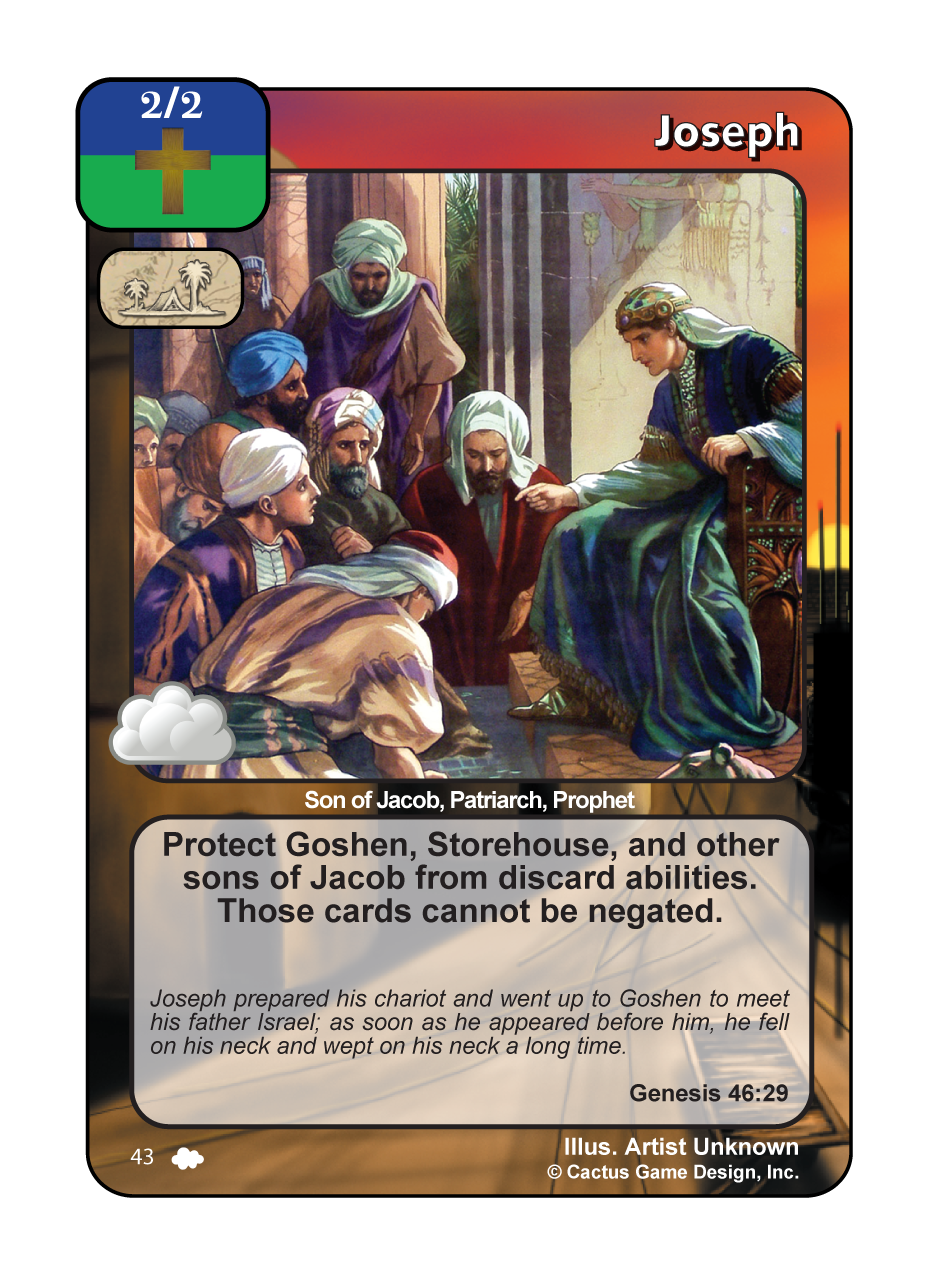 2/2
Joseph
Son of Jacob, Patriarch, Prophet
Protect Goshen, Storehouse, and other
sons of Jacob from discard abilities.
Those cards cannot be negated.
Joseph prepared his chariot and went up to Goshen to meet
his father Israel; as soon as he appeared before him, he fell
on his neck and wept on his neck a long time.
Genesis 46:29
43
Illus. Artist Unknown
© Cactus Game Design, Inc.